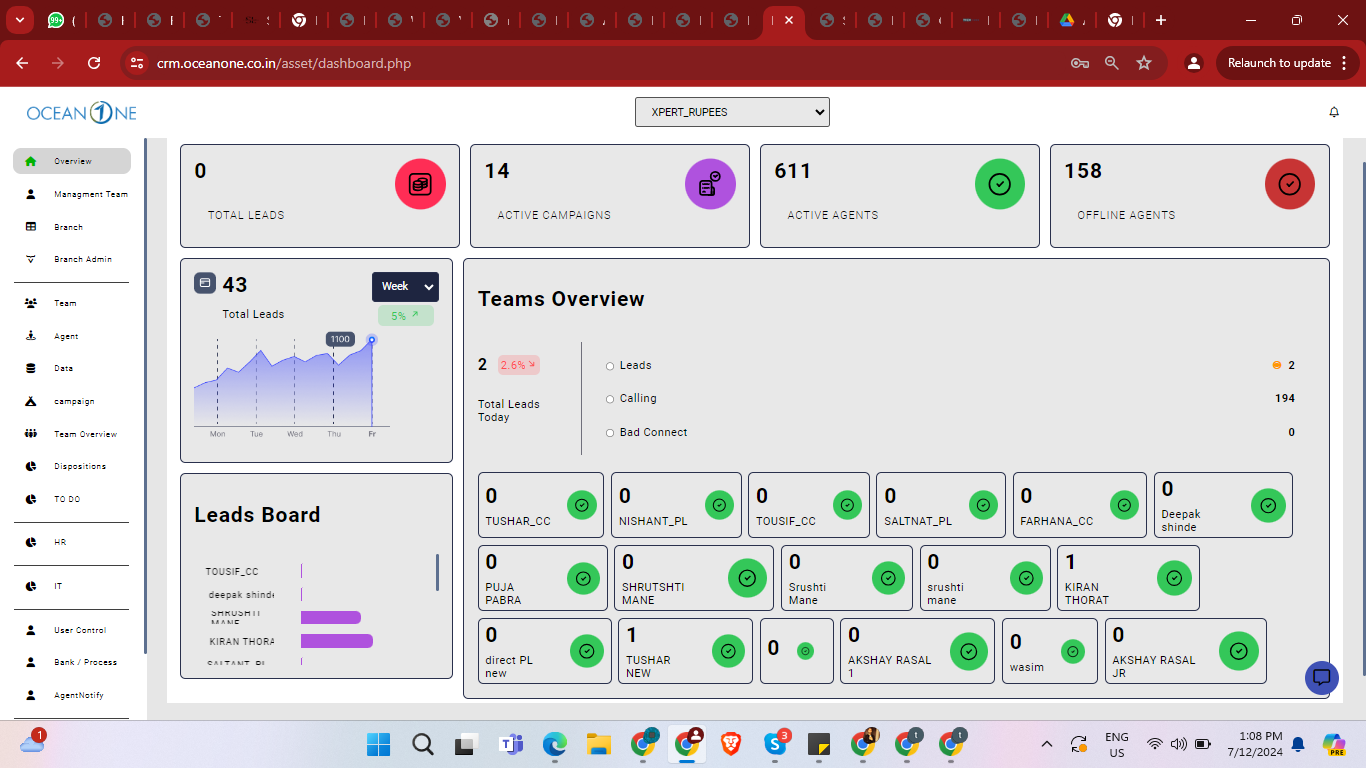 99+
crm.oceanone.co.in/asset/dashboard.php
Relaunch to update
OCEAN 1 NE
XPERT_RUPEES
Overview
Managment Team
Branch
Branch Admin
Team
Agent
Data
campaign
Team Overview
Dispositions
TO DO
HR
IT
User Control
Bank / Process
AgentNotify
0
TOTAL LEADS
14
ACTIVE CAMPAIGNS
611
ACTIVE AGENTS
158
OFFLINE AGENTS
43
Week
Total Leads
5%
1100
Mon Tue Wed Thu Fr
Leads Board
TOUSIF_CC
deepak shinde
SHRUSHTI
MANE
KIRAN THORA
SALTANT_PL
Teams Overview
2 2.6%
Total Leads
Today
Leads 2
Calling 194
Bad Connect 0
0
TUSHAR_CC
0
NISHANT_PL
0
TOUSIF_CC
0
SALTNAT_PL
0
FARHANA_CC
0
Deepak
shinde
0
PUJA
PABRA
0
SHRUTSHTI
MANE
0
Srushti
Mane
0
srushti
mane
1
KIRAN
THORAT
0
direct PL
new
1
TUSHAR
NEW
0
0
AKSHAY RASAL
1
0
wasim
0
AKSHAY RASAL
JR
1
3
t
t
PRE
ENG
US
1:08 PM
7/12/2024